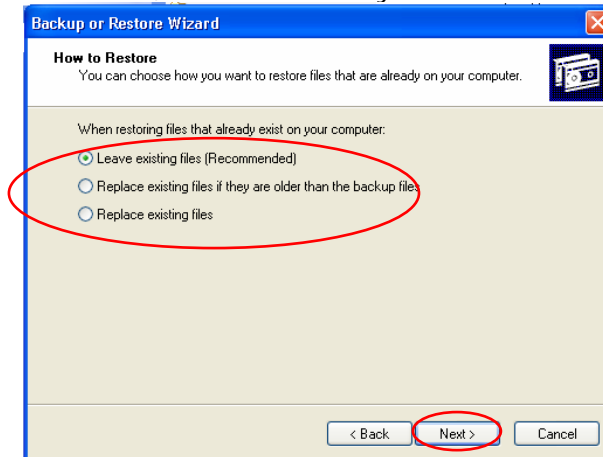 Backup or Restore Wizard
How to Restore
You can choose how you want to restore files that are already on your computer.
When restoring files that already exist on your computer:
Leave existing files (Recommended)
Replace existing files if they are older than the backup files
Replace existing files
< Back
Next >
Cancel